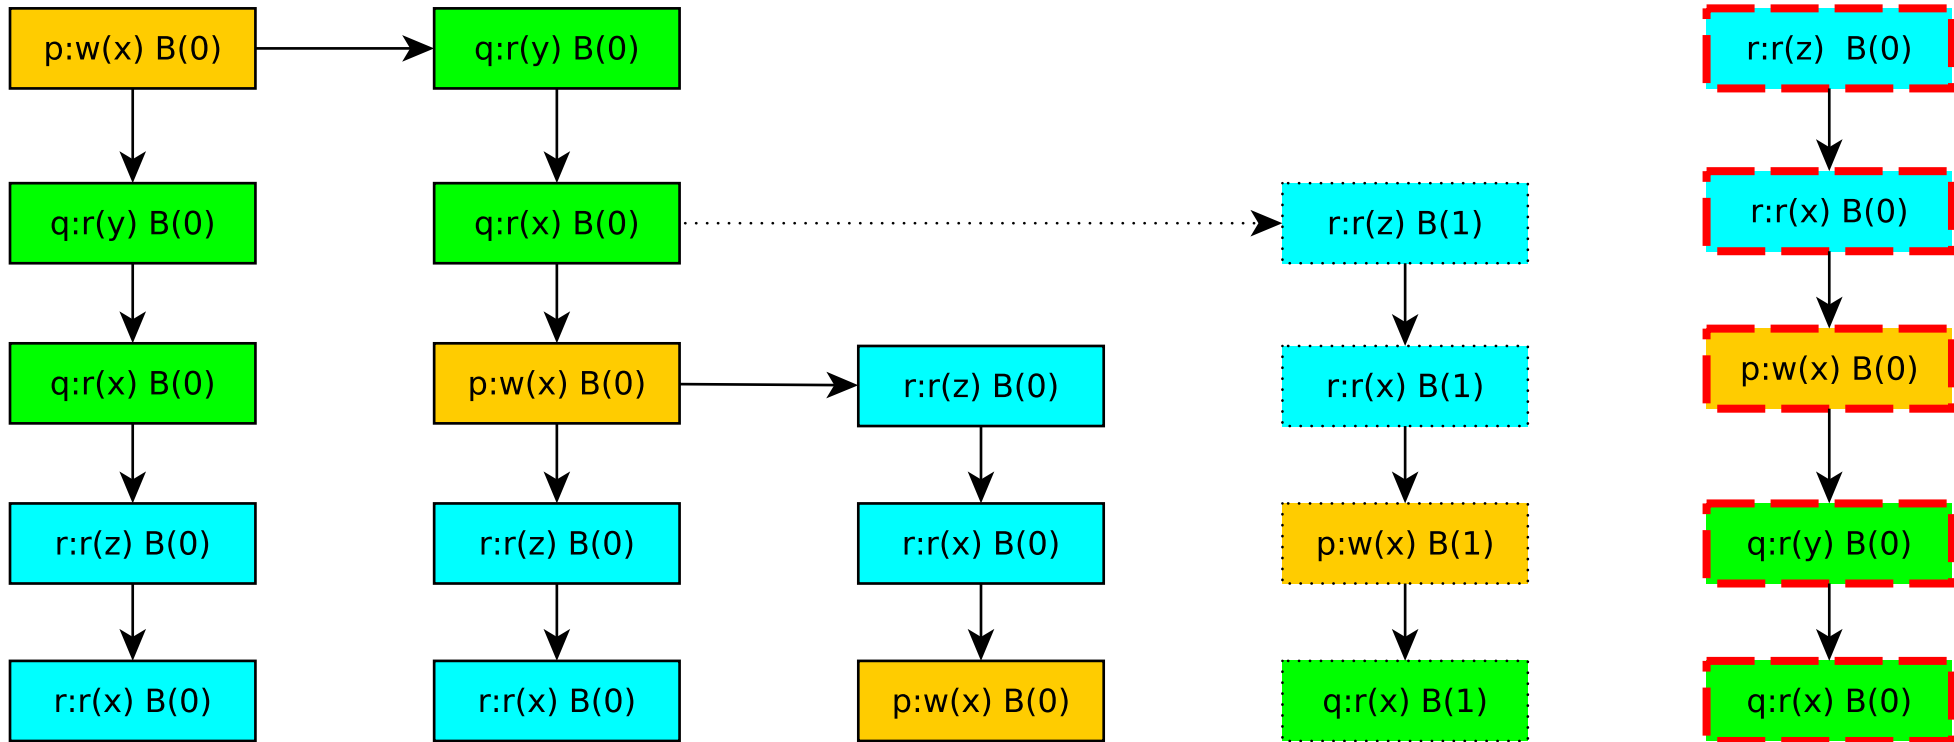 p:w(x) B(0)
q:r(y) B(0)
r:r(z)  B(0)
q:r(y) B(0)
q:r(x) B(0)
r:r(z) B(1)
r:r(x) B(0)
q:r(x) B(0)
p:w(x) B(0)
r:r(z) B(0)
r:r(x) B(1)
p:w(x) B(0)
r:r(z) B(0)
r:r(z) B(0)
r:r(x) B(0)
p:w(x) B(1)
q:r(y) B(0)
r:r(x) B(0)
r:r(x) B(0)
p:w(x) B(0)
q:r(x) B(1)
q:r(x) B(0)